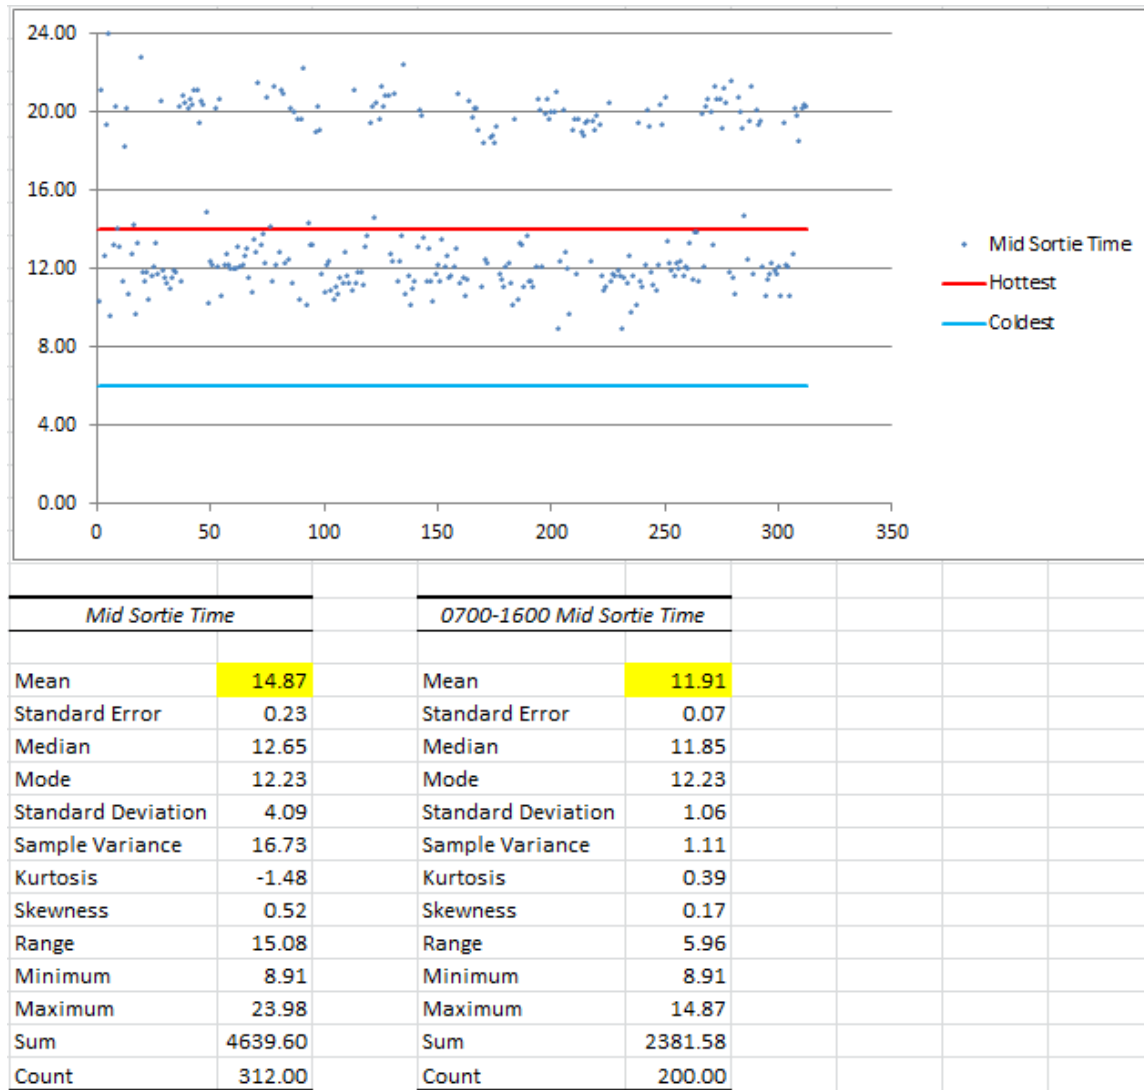 24.00
20.00
16.00
12.00
8.00
4.00
0.00
0 50 100 150 200 250 300 350
Mid Sortie Time
Hottest
Coldest
Mid Sortie Time 0700-1600 Mid Sortie Time
Mean 14.87 Mean 11.91
Standard Error 0.23 Standard Error 0.07
Median 12.65 Median 11.85
Mode 12.23 Mode 12.23
Standard Deviation 4.09 Standard Deviation 1.06
Sample Variance 16.73 Sample Variance 1.11
Kurtosis -1.48 Kurtosis 0.39
Skewness 0.52 Skewness 0.17
Range 15.08 Range 5.96
Minimum 8.91 Minimum 8.91
Maximum 23.98 Maximum 14.87
Sum 4639.60 Sum 2381.58
Count 312.00 Count 200.00